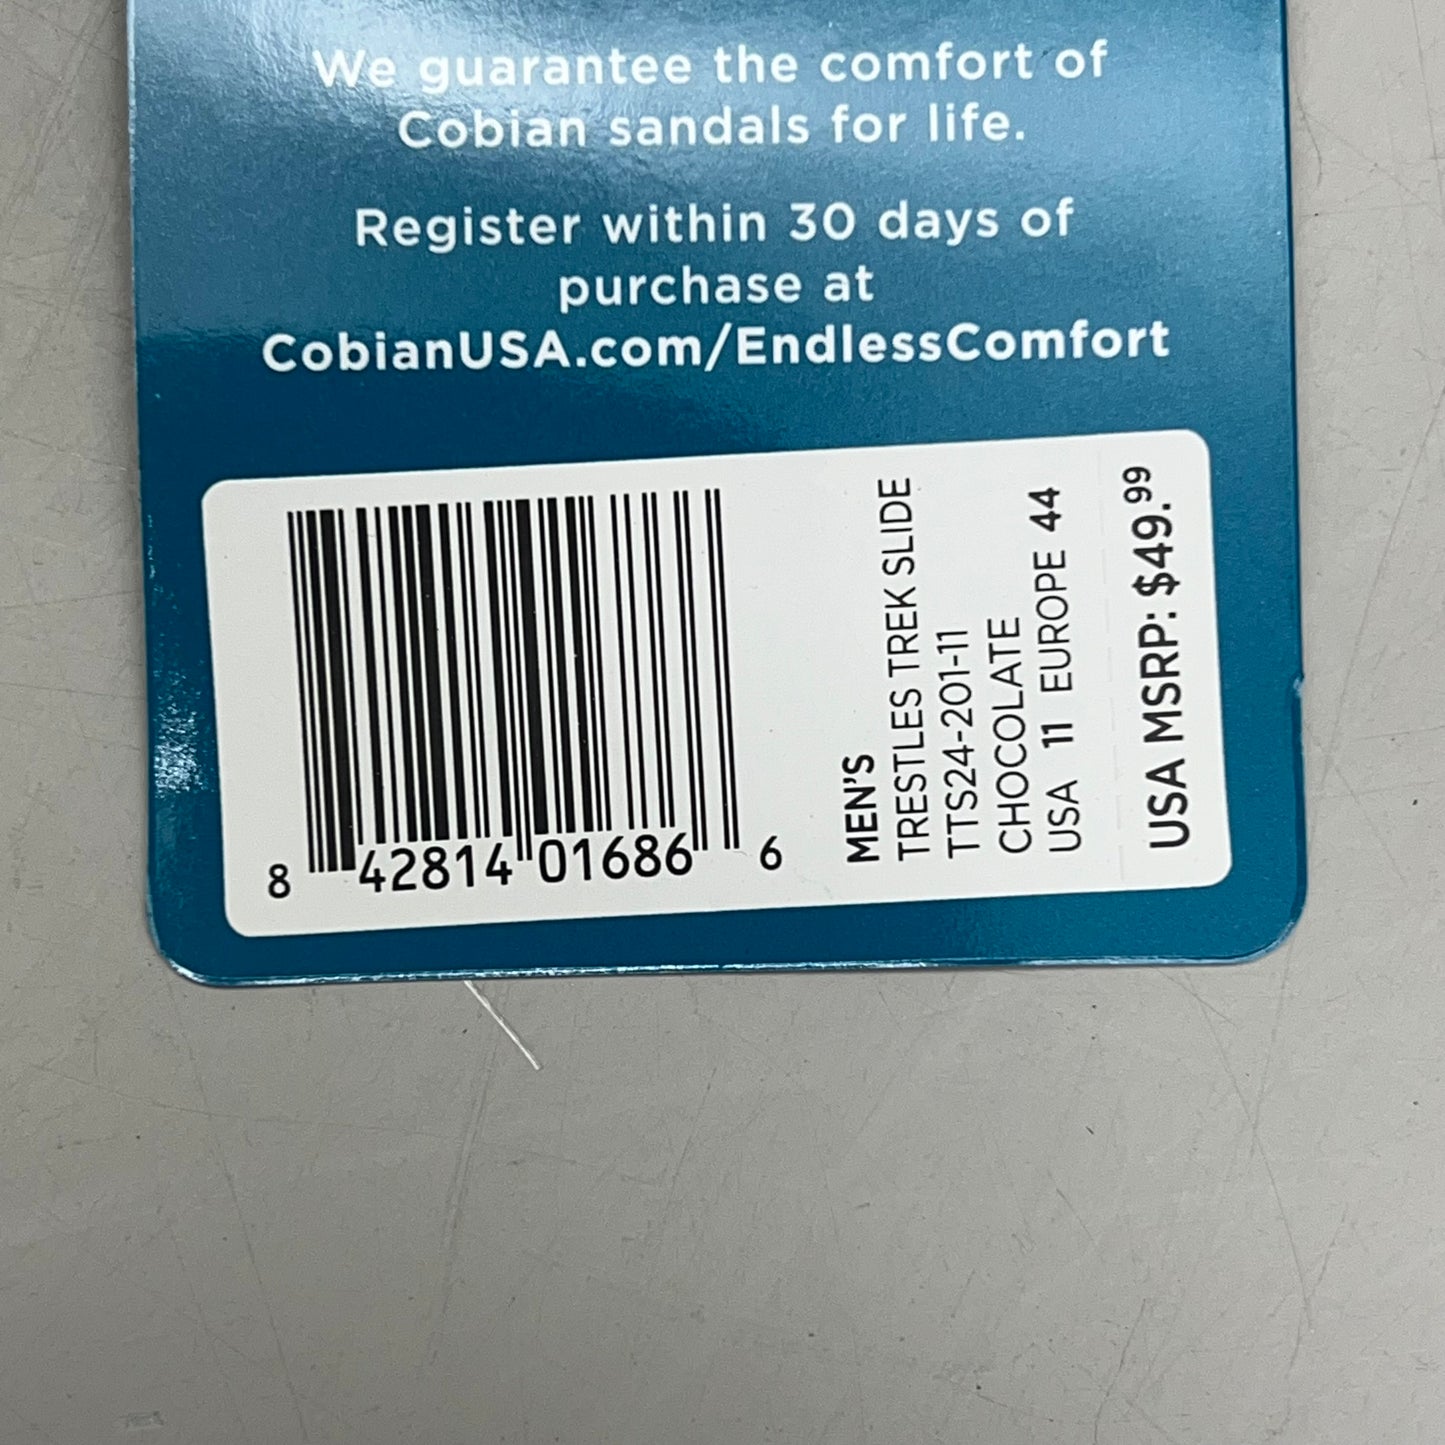 We guarantee the comfort of
Cobian sandals for life.
Register within 30 days of
purchase at
CobianUSA.com/EndlessComfort
8 42814 01686 6
MEN'S
TRESTLES TREK SLIDE
TTS24-201-11
CHOCOLATE
USA 11 EUROPE 44
USA MSRP: $49.99